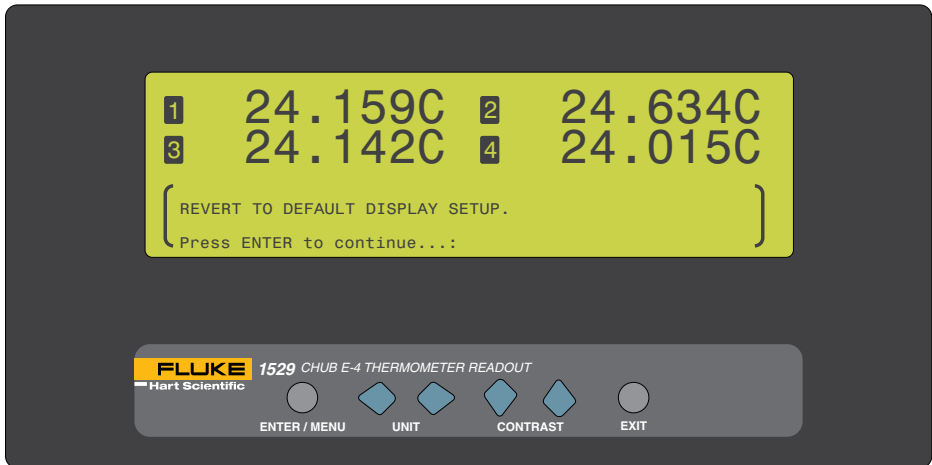 1 24.159C 2 24.634C
3 24.142C 4 24.015C
REVERT TO DEFAULT DISPLAY SETUP.
Press ENTER to continue...:
FLUKE
Hart Scientific
1529 CHUB E-4 THERMOMETER READOUT
ENTER / MENU UNIT CONTRAST EXIT